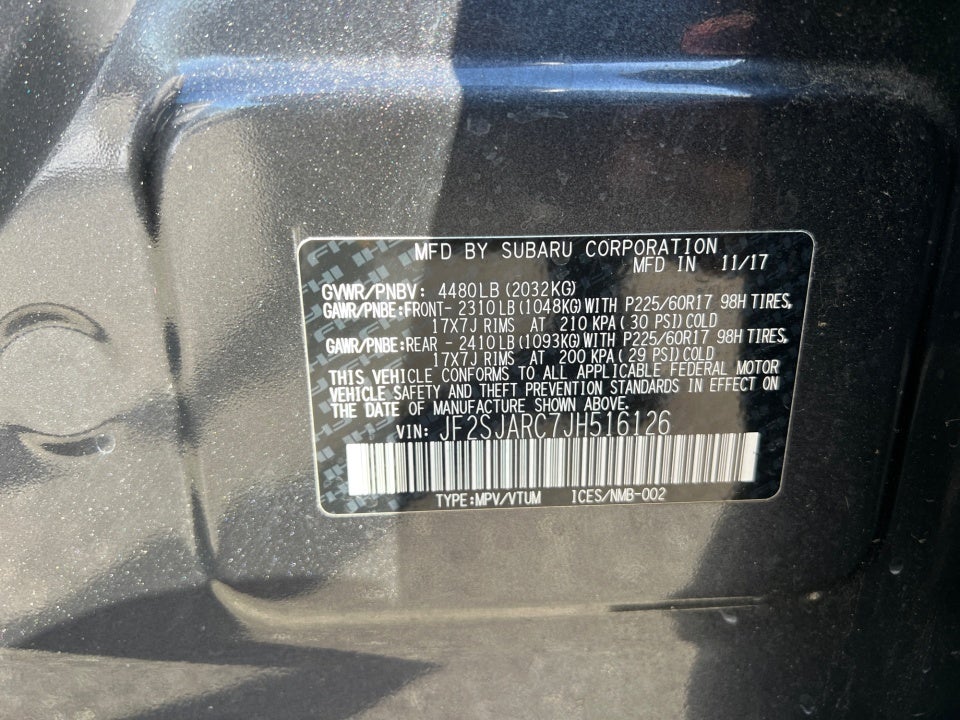 MFD BY SUBARU CORPORATION
MFD IN 11/17
GVWR/PNBV: 4480LB (2032KG)
GAWR/PNBE:FRONT- 2310 LB (1048KG) WITH P225/60R17 98H TIRES,
17X7J RIMS AT 210 KPA ( 30 PSI) COLD
GAWR/PNBE:REAR - 2410 LB (1093KG) WITH P225/60R17 98H TIRES,
17X7J RIMS AT 200 KPA ( 29 PSI) COLD
THIS VEHICLE CONFORMS TO ALL APPLICABLE FEDERAL MOTOR
VEHICLE SAFETY AND THEFT PREVENTION STANDARDS IN EFFECT ON
THE DATE OF MANUFACTURE SHOWN ABOVE.
VIN: JF2SJARC7JH516126
TYPE:MPV/VTUM ICES/NMB-002